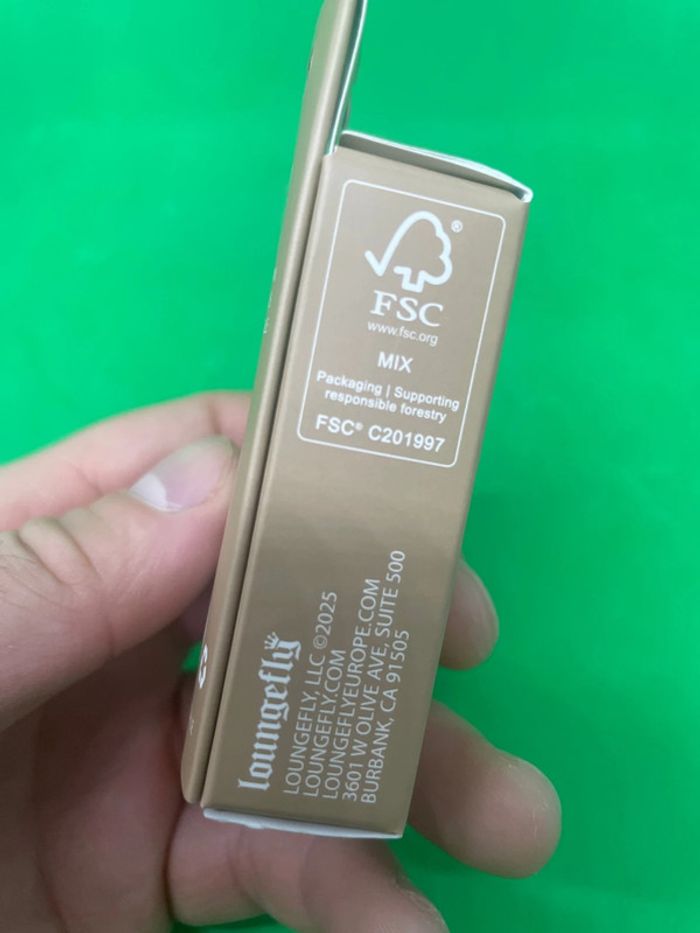 ®
FSC
www.fsc.org
MIX
Packaging | Supporting
responsible forestry
FSC® C201997
loungefly
LOUNGEFLY, LLC ©2025
LOUNGEFLY.COM
LOUNGEFLYEUROPE.COM
3601 W OLIVE AVE, SUITE 500
BURBANK, CA 91505